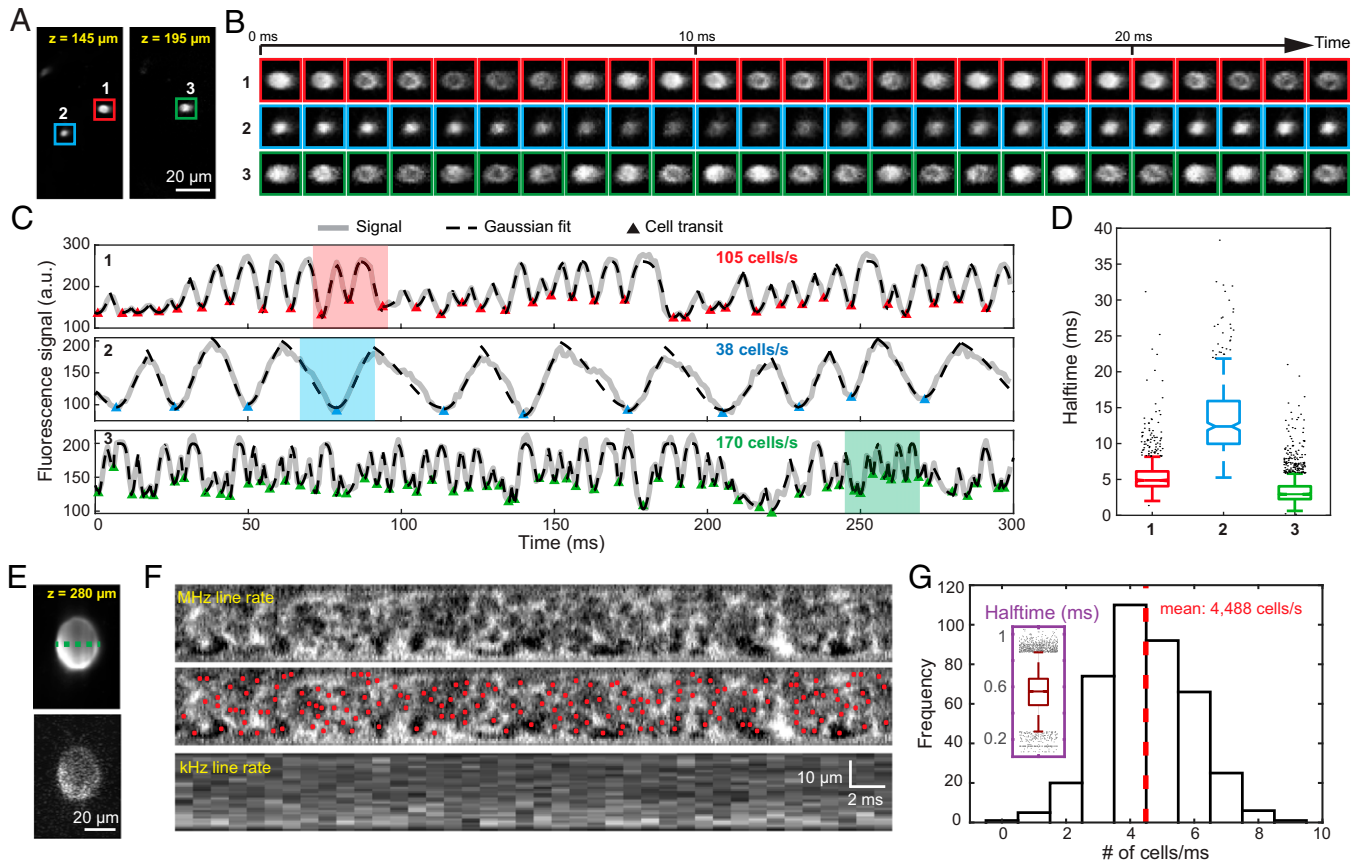 A
z = 145 µm
z = 195 µm
1
2
3
20 µm
B
0 ms
10 ms
20 ms
Time
1
2
3
C
Signal
Gaussian fit
Cell transit
Fluorescence signal (a.u.)
300
200
100
1
105 cells/s
200
150
100
2
38 cells/s
200
150
100
3
170 cells/s
0
50
100
150
200
250
300
Time (ms)
D
Halftime (ms)
40
35
30
25
20
15
10
5
0
1
2
3
E
z = 280 µm
20 µm
F
MHz line rate
kHz line rate
10 µm
2 ms
G
Frequency
120
100
80
60
40
20
0
Halftime (ms)
1
0.6
0.2
mean: 4,488 cells/s
0
2
4
6
8
10
# of cells/ms